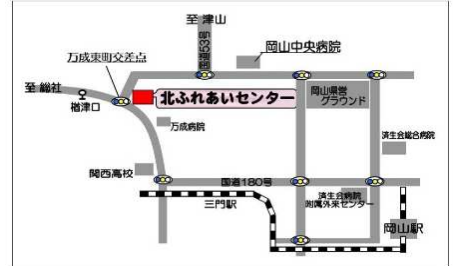 至 津山
国道53号
岡山中央病院
万成東町交差点
至 総社
楢津口
北ふれあいセンター
岡山県営
グラウンド
万成病院
済生会総合病院
関西高校
国道180号
三門駅
済生会病院
附属外来センター
岡山駅